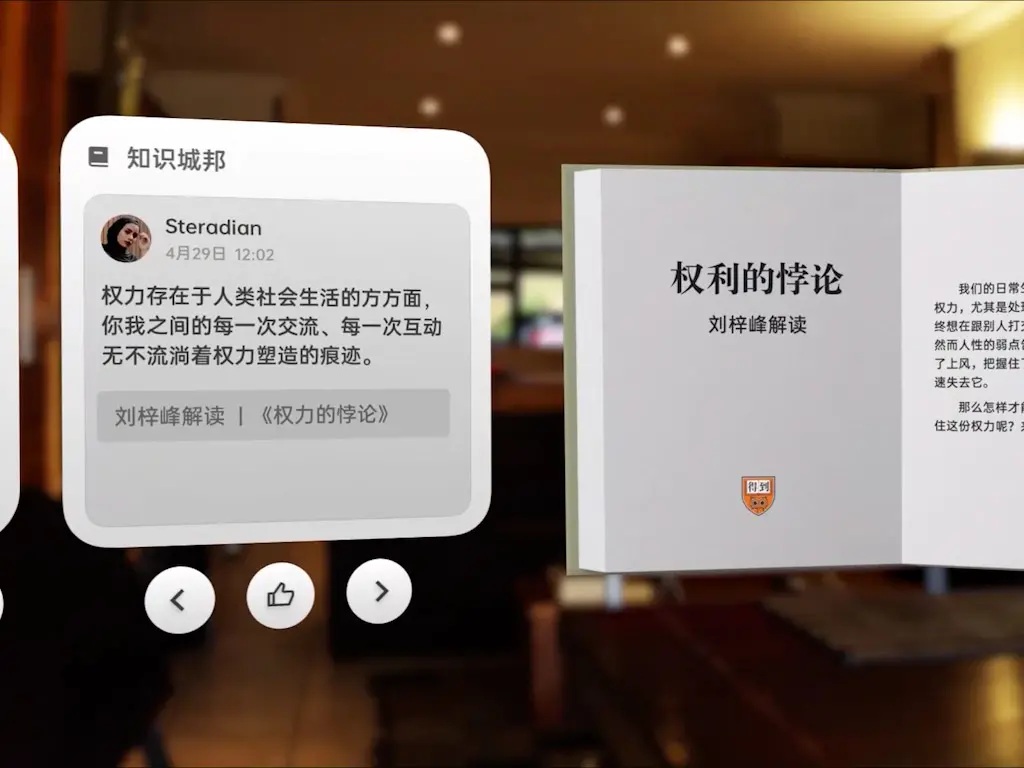 知识城邦
Steradian
4月29日 12:02
权力存在于人类社会生活的方方面，
你我之间的每一次交流、每一次互动
无不流淌着权力塑造的痕迹。
刘梓峰解读 | 《权力的悖论》
权利的悖论
刘梓峰解读
得到
我们的日常
权力，尤其是处
终想在跟别人打
然而人性的弱点
了上风，把握住
速失去它。
那么怎样才
住这份权力呢？